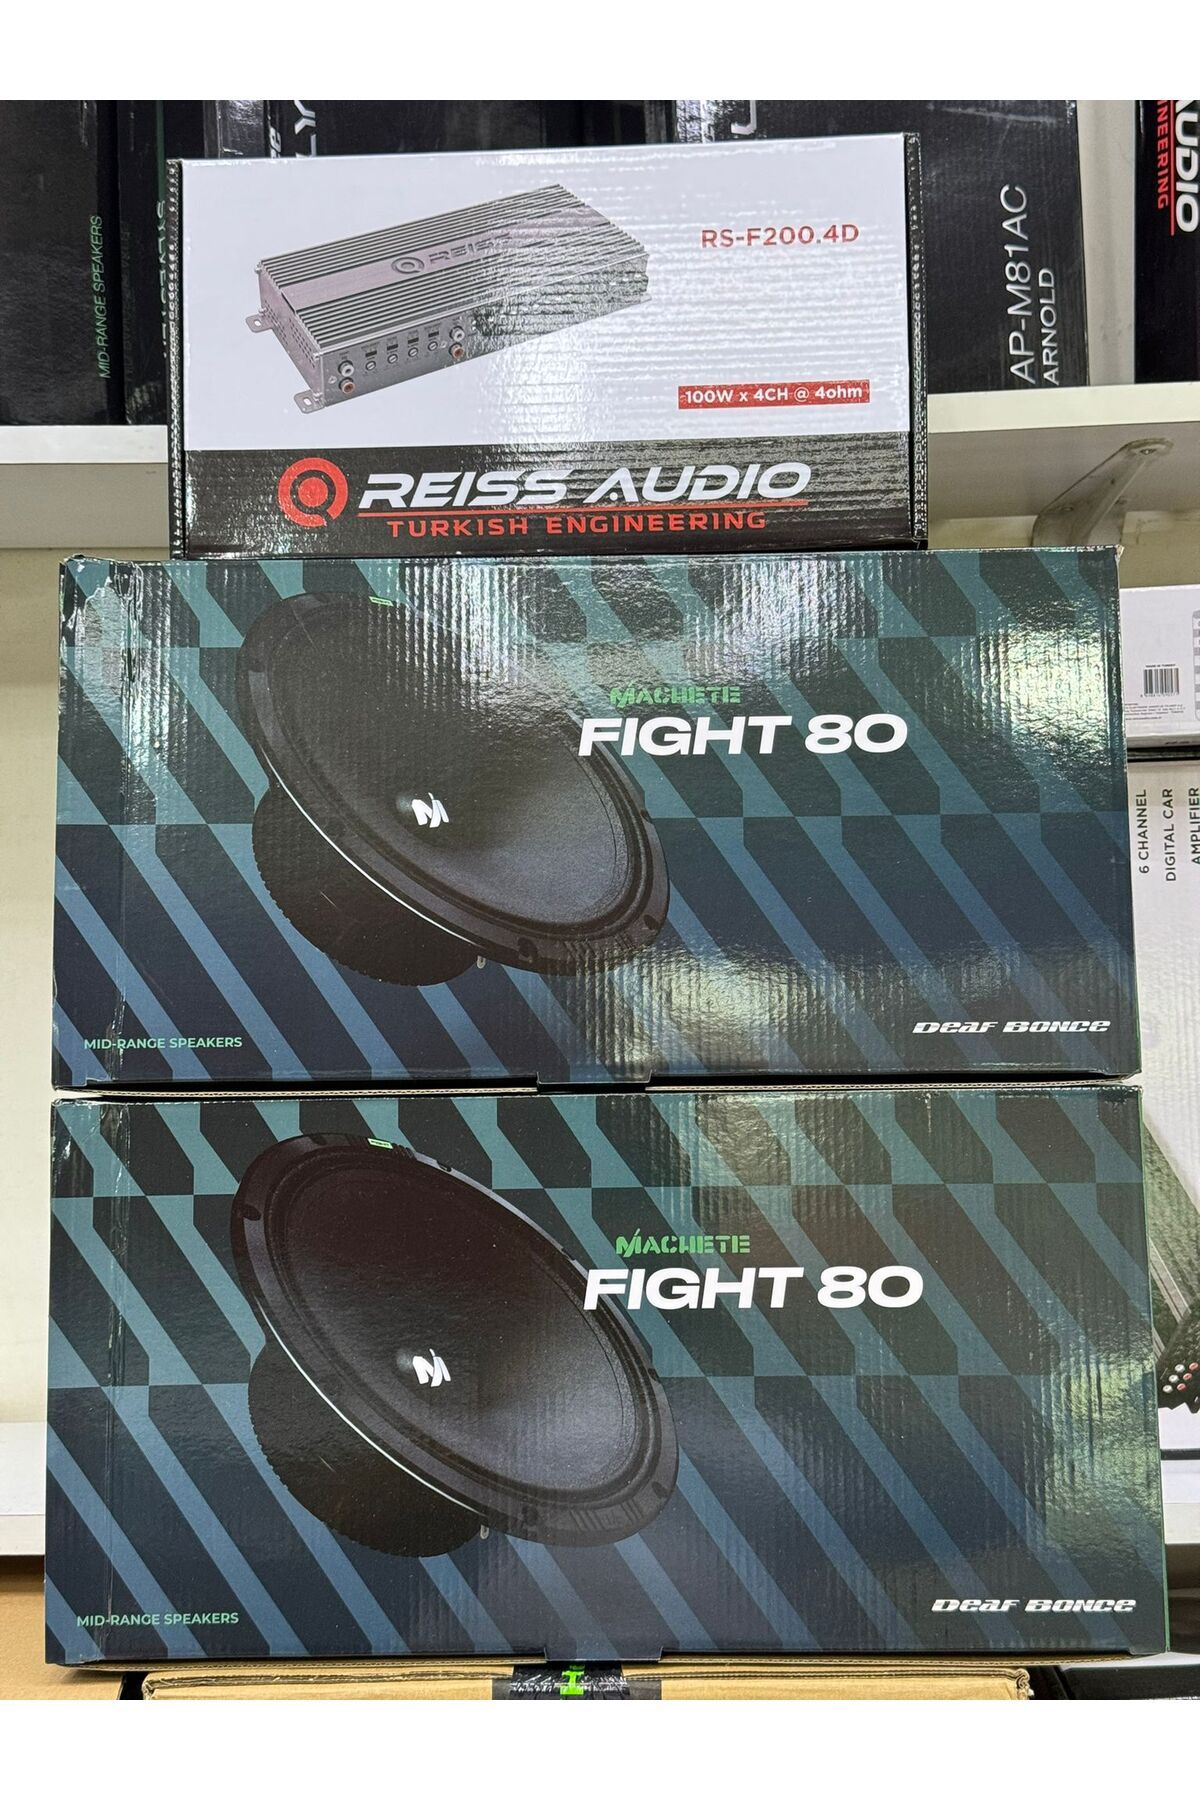 MID-RANGE SPEAKERS
AP-M81AC
ARNOLD
REISS
RS-F200.4D
100W x 4CH @ 4ohm
REISS AUDIO
TURKISH ENGINEERING
MACHETE
FIGHT 80
MID-RANGE SPEAKERS
DEAF BONCE
6 CHANNEL
DIGITAL CAR
AMPLIFIER
MACHETE
FIGHT 80
MID-RANGE SPEAKERS
DEAF BONCE